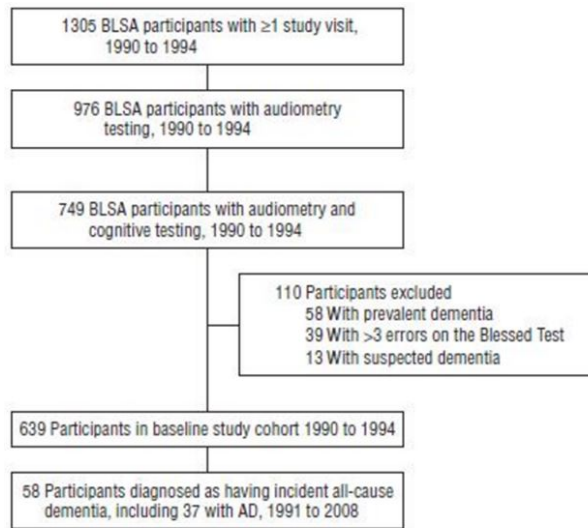 1305 BLSA participants with ≥1 study visit,
1990 to 1994
976 BLSA participants with audiometry
testing, 1990 to 1994
749 BLSA participants with audiometry and
cognitive testing, 1990 to 1994
110 Participants excluded
58 With prevalent dementia
39 With >3 errors on the Blessed Test
13 With suspected dementia
639 Participants in baseline study cohort 1990 to 1994
58 Participants diagnosed as having incident all-cause
dementia, including 37 with AD, 1991 to 2008